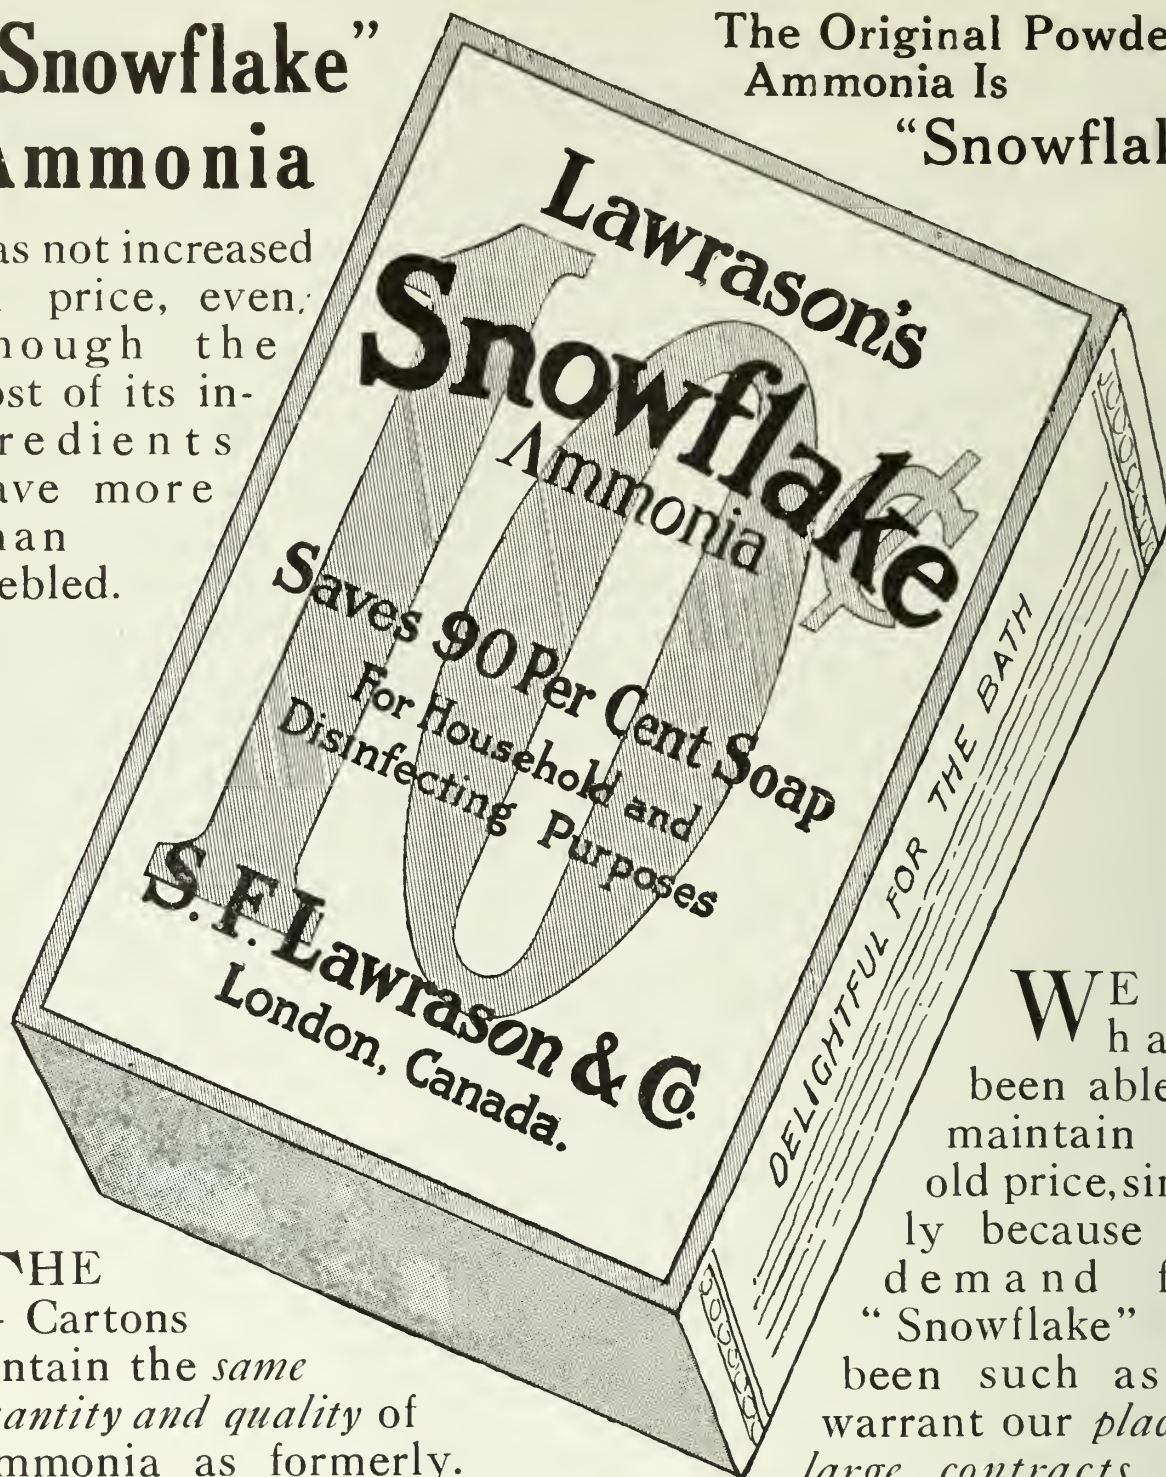 Snowflake”
Ammonia
as not increased
price, even
hough the
ost of its in-
redients
ave more
han
ebled.
The Original Powde
Ammonia Is
“Snowflak
Lawrason's
Snowflake
Ammonia
10¢
Saves 90 Per Cent Soap
For Household and
Disinfecting Purposes
S. F. Lawrason & Co.
London, Canada.
DELIGHTFUL FOR THE BATH
HE
Cartons
ntain the same
antity and quality of
mmonia as formerly.
WE
ha
been able
maintain
old price, sim
ly because
demand f
“Snowflake”
been such as
warrant our plac
large contracts